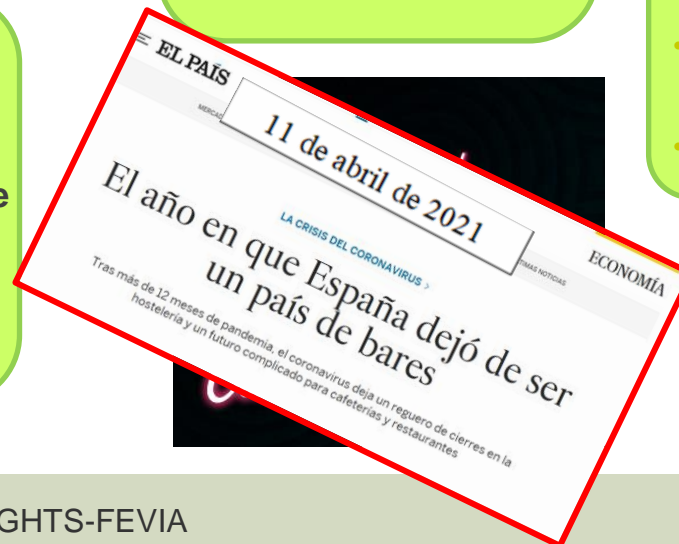 EL PAÍS
11 de abril de 2021
ECONOMÍA
LA CRISIS DEL CORONAVIRUS >
El año en que España dejó de ser
un país de bares
Tras más de 12 meses de pandemia, el coronavirus deja un reguero de cierres en la
hostelería y un futuro complicado para cafeterías y restaurantes
GHTS-FEVIA